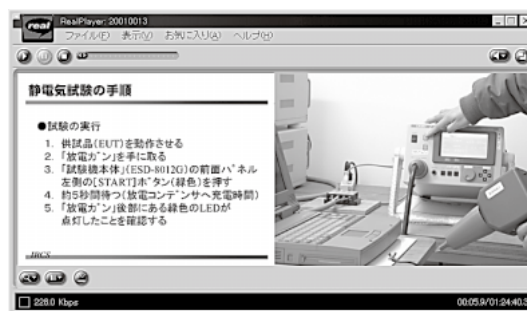 real
RealPlayer: 20010013
ファイル(F) 表示(V) お気に入り(A) ヘルプ(H)
静電気試験の手順
●試験の実行
1. 供試品(EUT)を動作させる
2. 「放電ガン」を手に取る
3. 「試験機本体」(ESD-8012G)の前面パネル
左側の[START]ボタン(緑色)を押す
4. 約5秒間待つ(放電コンデンサへ充電時間)
5. 「放電ガン」後部にある緑色のLEDが
点灯したことを確認する
IRCS
228.0 Kbps
00:05.9/01:24:40.3